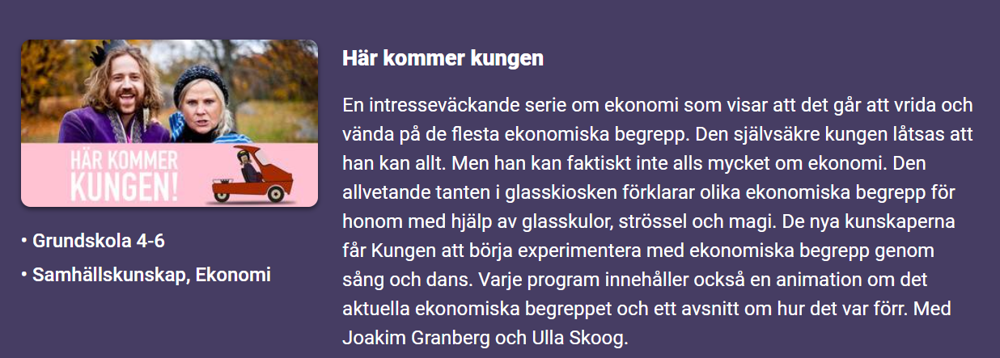 HÄR KOMMER
KUNGEN!
• Grundskola 4-6
• Samhällskunskap, Ekonomi
Här kommer kungen
En intresseväckande serie om ekonomi som visar att det går att vrida och
vända på de flesta ekonomiska begrepp. Den självsäkre kungen låtsas att
han kan allt. Men han kan faktiskt inte alls mycket om ekonomi. Den
allvetande tanten i glasskiosken förklarar olika ekonomiska begrepp för
honom med hjälp av glasskulor, strössel och magi. De nya kunskaperna
får Kungen att börja experimentera med ekonomiska begrepp genom
sång och dans. Varje program innehåller också en animation om det
aktuella ekonomiska begreppet och ett avsnitt om hur det var förr. Med
Joakim Granberg och Ulla Skoog.